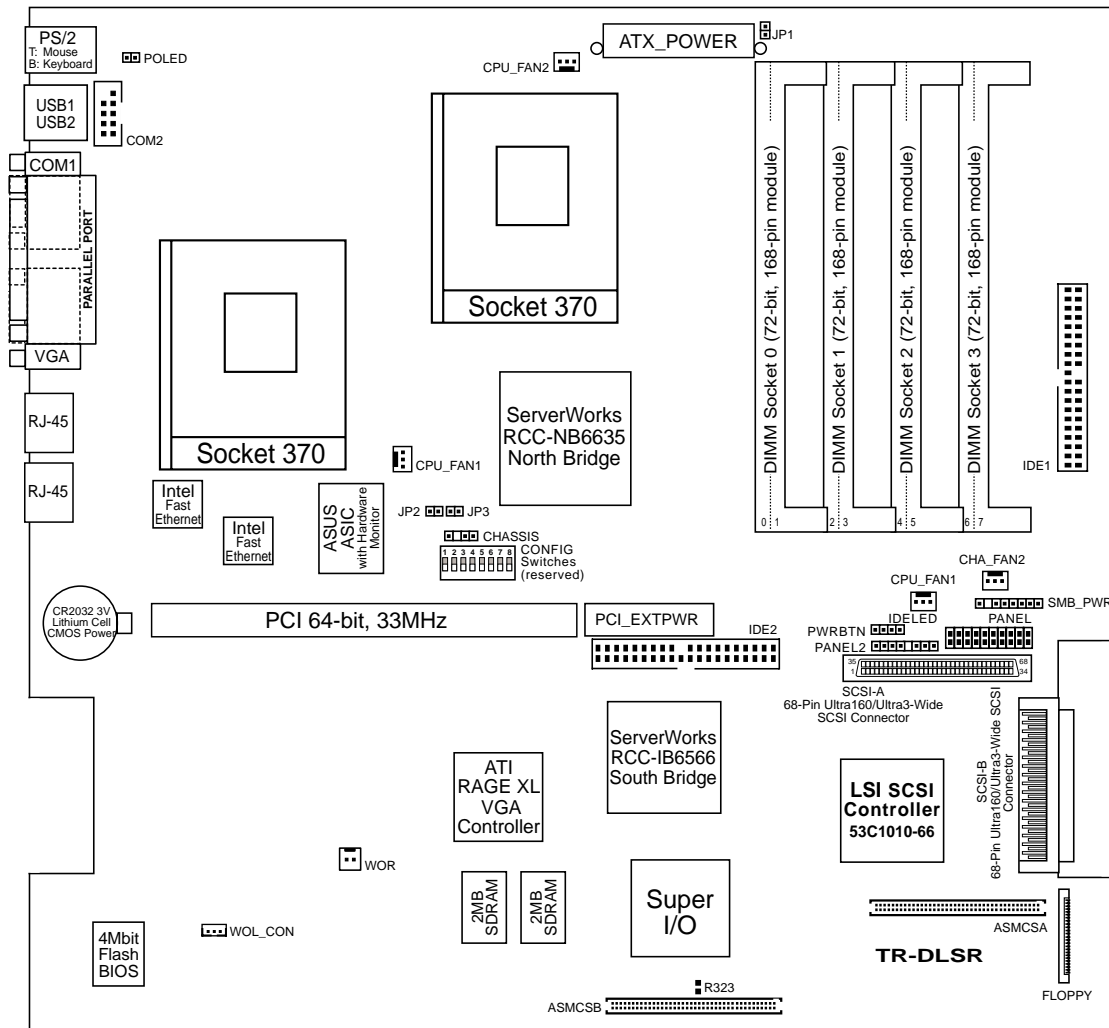 PS/2
T: Mouse
B: Keyboard
POLED
CPU_FAN2
ATX_POWER
JP1
USB1
USB2
COM2
COM1
PARALLEL PORT
VGA
RJ-45
RJ-45
Socket 370
Socket 370
DIMM Socket 0 (72-bit, 168-pin module)
DIMM Socket 1 (72-bit, 168-pin module)
DIMM Socket 2 (72-bit, 168-pin module)
DIMM Socket 3 (72-bit, 168-pin module)
0 1
2 3
4 5
6 7
IDE1
ServerWorks
RCC-NB6635
North Bridge
CPU_FAN1
Intel
Fast
Ethernet
Intel
Fast
Ethernet
ASUS
ASIC
with Hardware
Monitor
JP2
JP3
CHASSIS
1 2 3 4 5 6 7 8
CONFIG
Switches
(reserved)
CR2032 3V
Lithium Cell
CMOS Power
PCI 64-bit, 33MHz
PCI_EXTPWR
IDE2
CHA_FAN2
CPU_FAN1
SMB_PWR
IDELED
PANEL
PWRBTN
PANEL2
35
68
1
34
SCSI-A
68-Pin Ultra160/Ultra3-Wide
SCSI Connector
SCSI-B
68-Pin Ultra160/Ultra3-Wide SCSI
Connector
ServerWorks
RCC-IB6566
South Bridge
ATI
RAGE XL
VGA
Controller
LSI SCSI
Controller
53C1010-66
WOR
2MB
SDRAM
2MB
SDRAM
Super
I/O
ASMCSA
TR-DLSR
WOL_CON
4Mbit
Flash
BIOS
R323
ASMCSB
FLOPPY